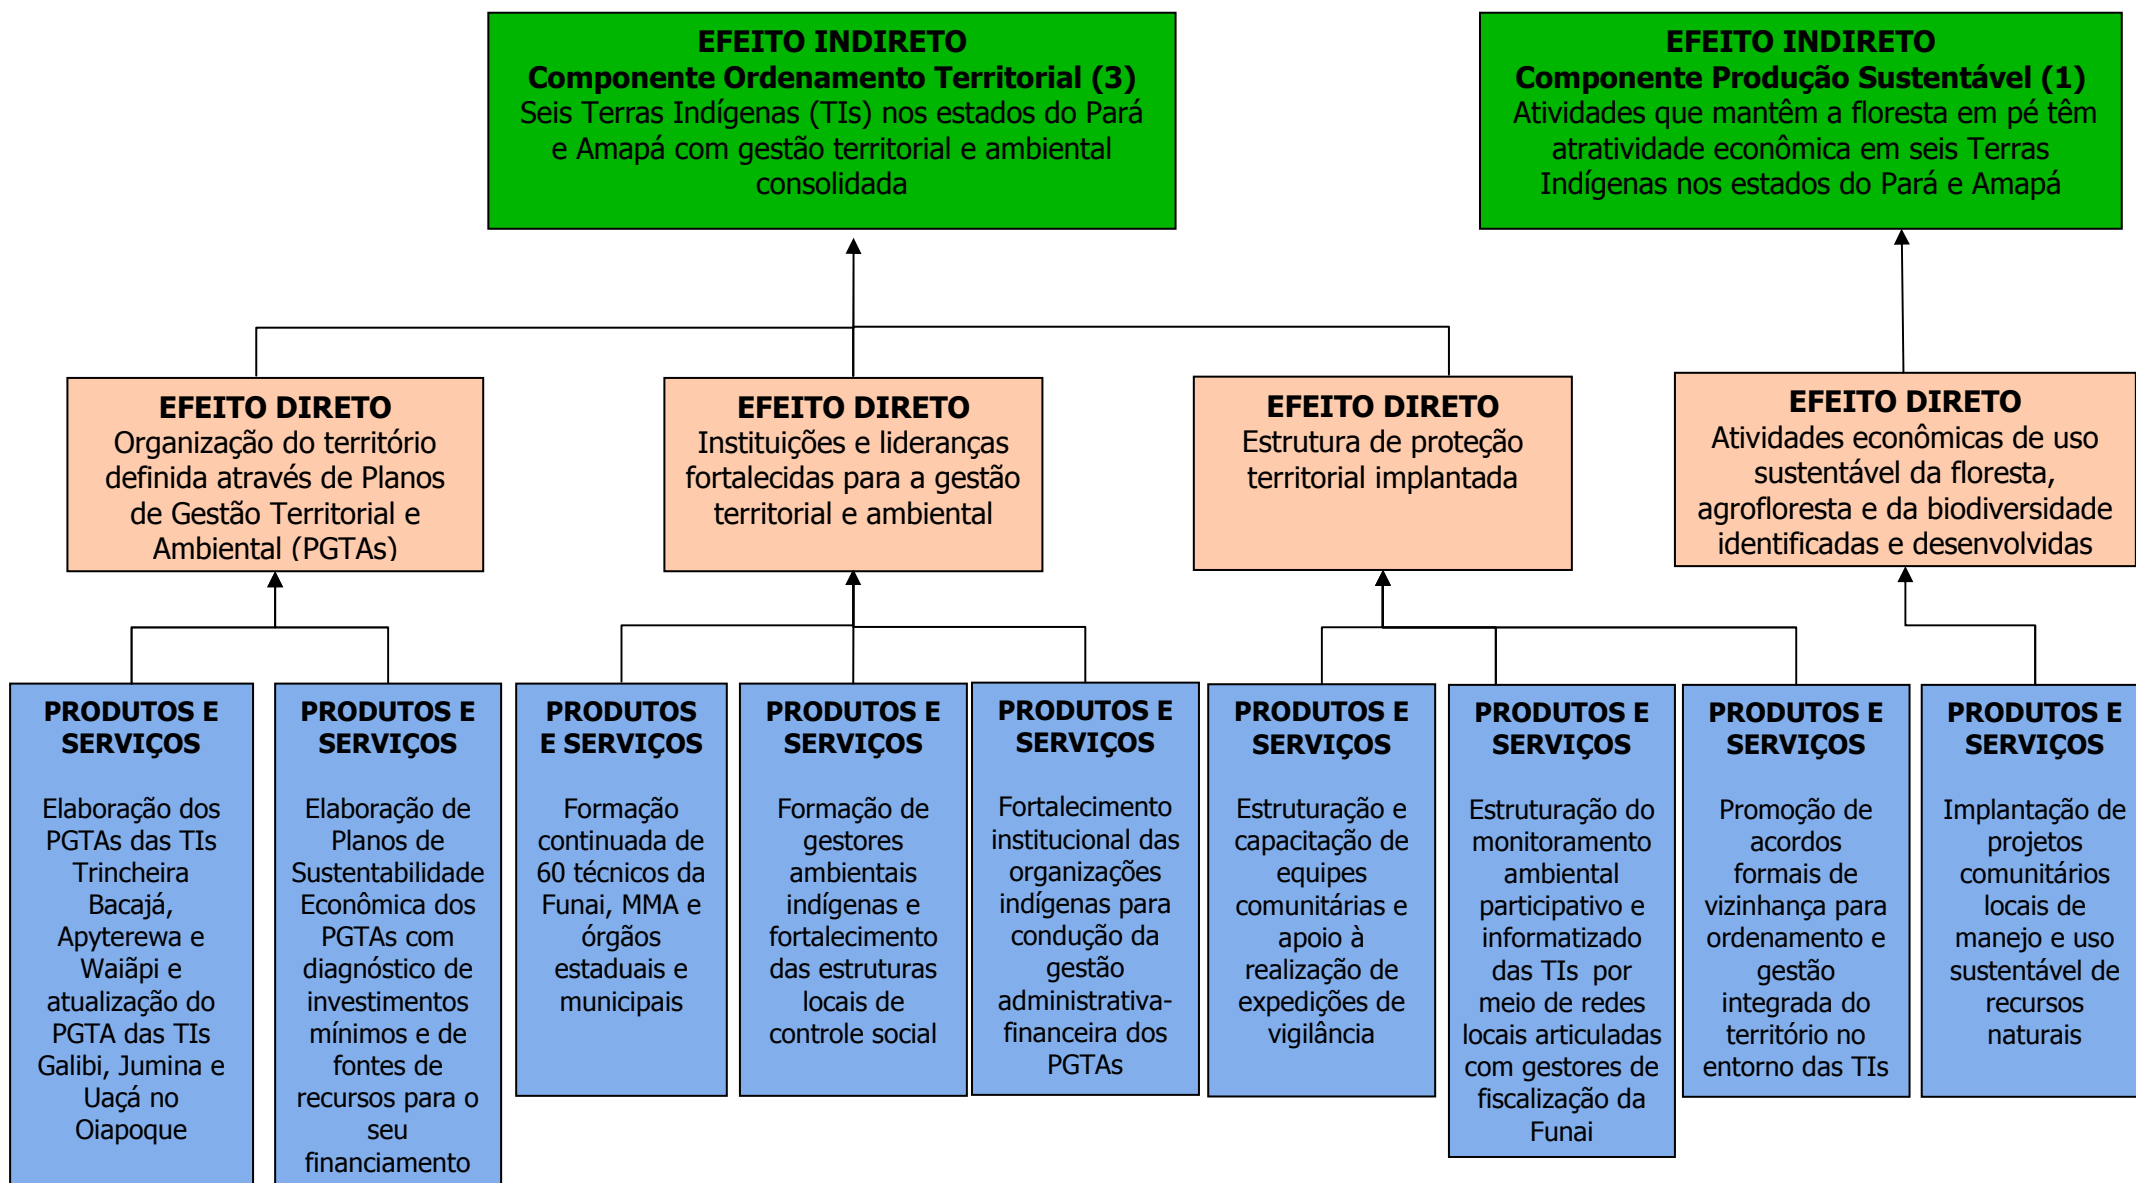 EFEITO INDIRETO
Componente Ordenamento Territorial (3)
Seis Terras Indígenas (TIs) nos estados do Pará
e Amapá com gestão territorial e ambiental
consolidada
EFEITO INDIRETO
Componente Produção Sustentável (1)
Atividades que mantêm a floresta em pé têm
atratividade econômica em seis Terras
Indígenas nos estados do Pará e Amapá
EFEITO DIRETO
Organização do território
definida através de Planos
de Gestão Territorial e
Ambiental (PGTAs)
EFEITO DIRETO
Instituições e lideranças
fortalecidas para a gestão
territorial e ambiental
EFEITO DIRETO
Estrutura de proteção
territorial implantada
EFEITO DIRETO
Atividades econômicas de uso
sustentável da floresta,
agrofloresta e da biodiversidade
identificadas e desenvolvidas
PRODUTOS E
SERVIÇOS
Elaboração dos
PGTAs das TIs
Trincheira
Bacajá,
Apyterewa e
Waiãpi e
atualização do
PGTA das TIs
Galibi, Jumina e
Uaçá no
Oiapoque
PRODUTOS E
SERVIÇOS
Elaboração de
Planos de
Sustentabilidade
Econômica dos
PGTAs com
diagnóstico de
investimentos
mínimos e de
fontes de
recursos para o
seu
financiamento
PRODUTOS
E SERVIÇOS
Formação
continuada de
60 técnicos da
Funai, MMA e
órgãos
estaduais e
municipais
PRODUTOS E
SERVIÇOS
Formação de
gestores
ambientais
indígenas e
fortalecimento
das estruturas
locais de
controle social
PRODUTOS E
SERVIÇOS
Fortalecimento
institucional das
organizações
indígenas para
condução da
gestão
administrativa-
financeira dos
PGTAs
PRODUTOS E
SERVIÇOS
Estruturação e
capacitação de
equipes
comunitárias e
apoio à
realização de
expedições de
vigilância
PRODUTOS E
SERVIÇOS
Estruturação do
monitoramento
ambiental
participativo e
informatizado
das TIs por
meio de redes
locais articuladas
com gestores de
fiscalização da
Funai
PRODUTOS E
SERVIÇOS
Promoção de
acordos
formais de
vizinhança para
ordenamento e
gestão
integrada do
território no
entorno das TIs
PRODUTOS E
SERVIÇOS
Implantação de
projetos
comunitários
locais de
manejo e uso
sustentável de
recursos
naturais